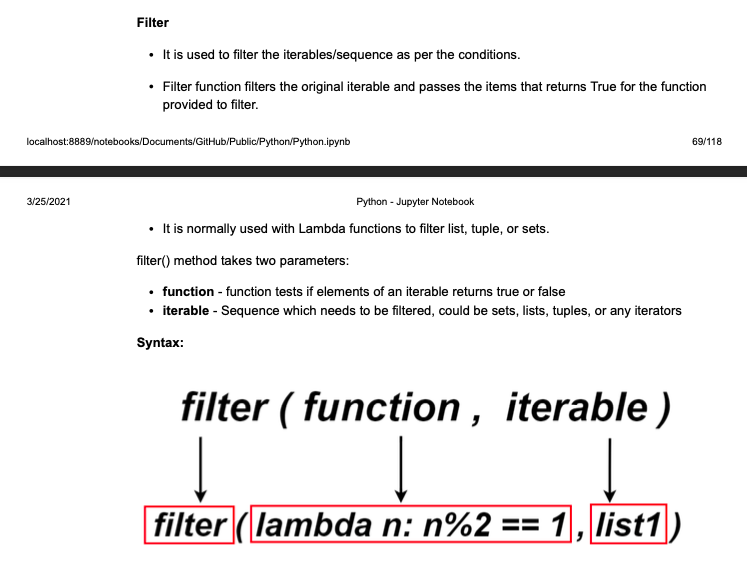 Filter
• It is used to filter the iterables/sequence as per the conditions.
• Filter function filters the original iterable and passes the items that returns True for the function
provided to filter.
localhost:8889/notebooks/Documents/GitHub/Public/Python/Python.ipynb 69/118
3/25/2021 Python - Jupyter Notebook
• It is normally used with Lambda functions to filter list, tuple, or sets.
filter() method takes two parameters:
• function - function tests if elements of an iterable returns true or false
• iterable - Sequence which needs to be filtered, could be sets, lists, tuples, or any iterators
Syntax:
filter ( function , iterable )
filter ( lambda n: n%2 == 1 , list1 )